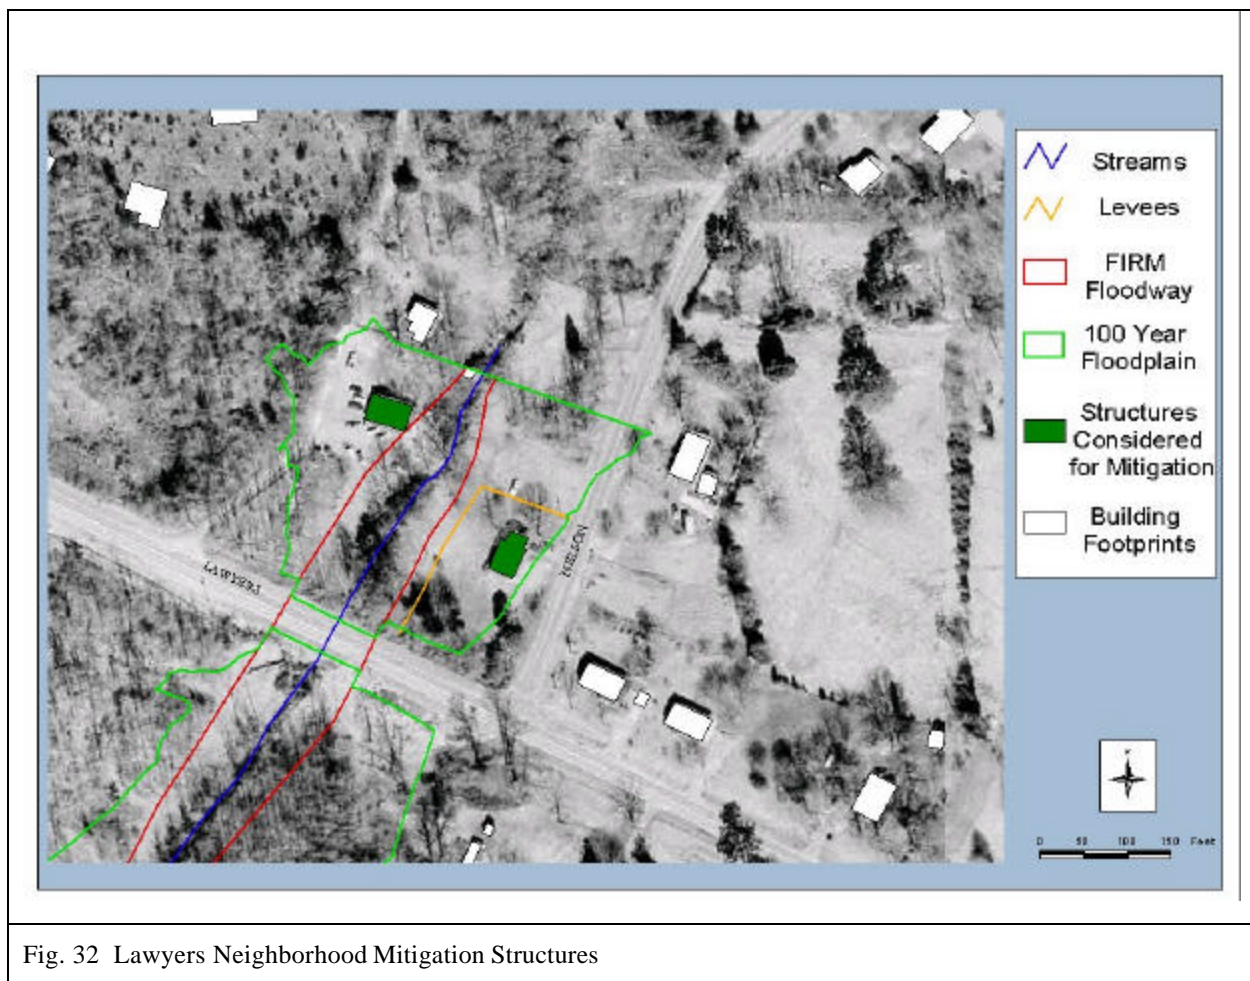 Streams
Levees
FIRM
Floodway
100 Year
Floodplain
Structures
Considered
for Mitigation
Building
Footprints
LAWYERS
0 50 100 150 Feet
Fig. 32 Lawyers Neighborhood Mitigation Structures